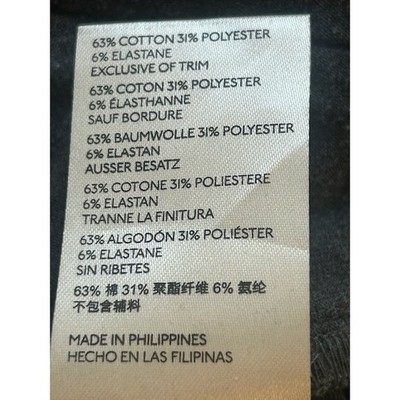 63% COTTON 31% POLYESTER
6% ELASTANE
EXCLUSIVE OF TRIM
63% COTON 31% POLYESTER
6% ÉLASTHANNE
SAUF BORDURE
63% BAUMWOLLE 31% POLYESTER
6% ELASTAN
AUSSER BESATZ
63% COTONE 31% POLIESTERE
6% ELASTAN
TRANNE LA FINITURA
63% ALGODÓN 31% POLIÉSTER
6% ELASTANE
SIN RIBETES
63% 棉 31% 聚酯纤维 6% 氨纶
不包含辅料
MADE IN PHILIPPINES
HECHO EN LAS FILIPINAS